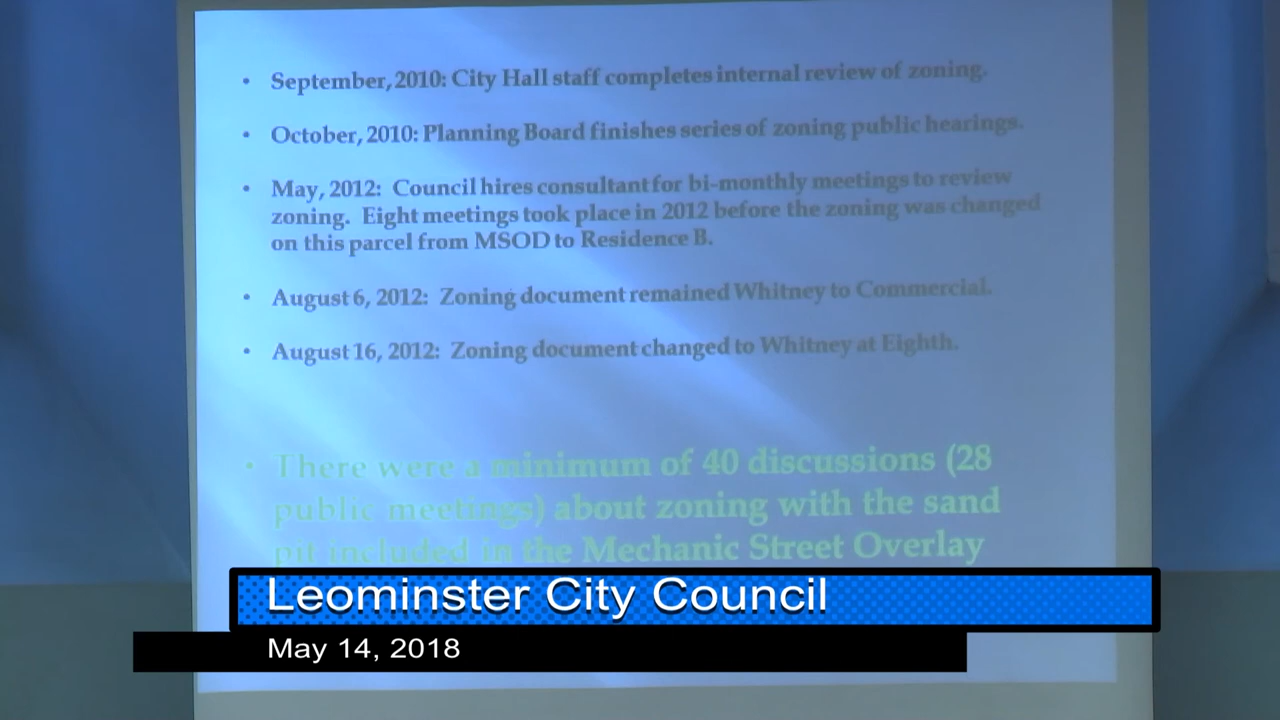 • September, 2010: City Hall staff completes internal review of zoning.
• October, 2010: Planning Board finishes series of zoning public hearings.
• May, 2012: Council hires consultant for bi-monthly meetings to review
zoning. Eight meetings took place in 2012 before the zoning was changed
on this parcel from MSOD to Residence B.
• August 6, 2012: Zoning document remained Whitney to Commercial.
• August 16, 2012: Zoning document changed to Whitney at Eighth.
• There were a minimum of 40 discussions (28
public meetings) about zoning with the sand
pit included in the Mechanic Street Overlay
Leominster City Council
May 14, 2018